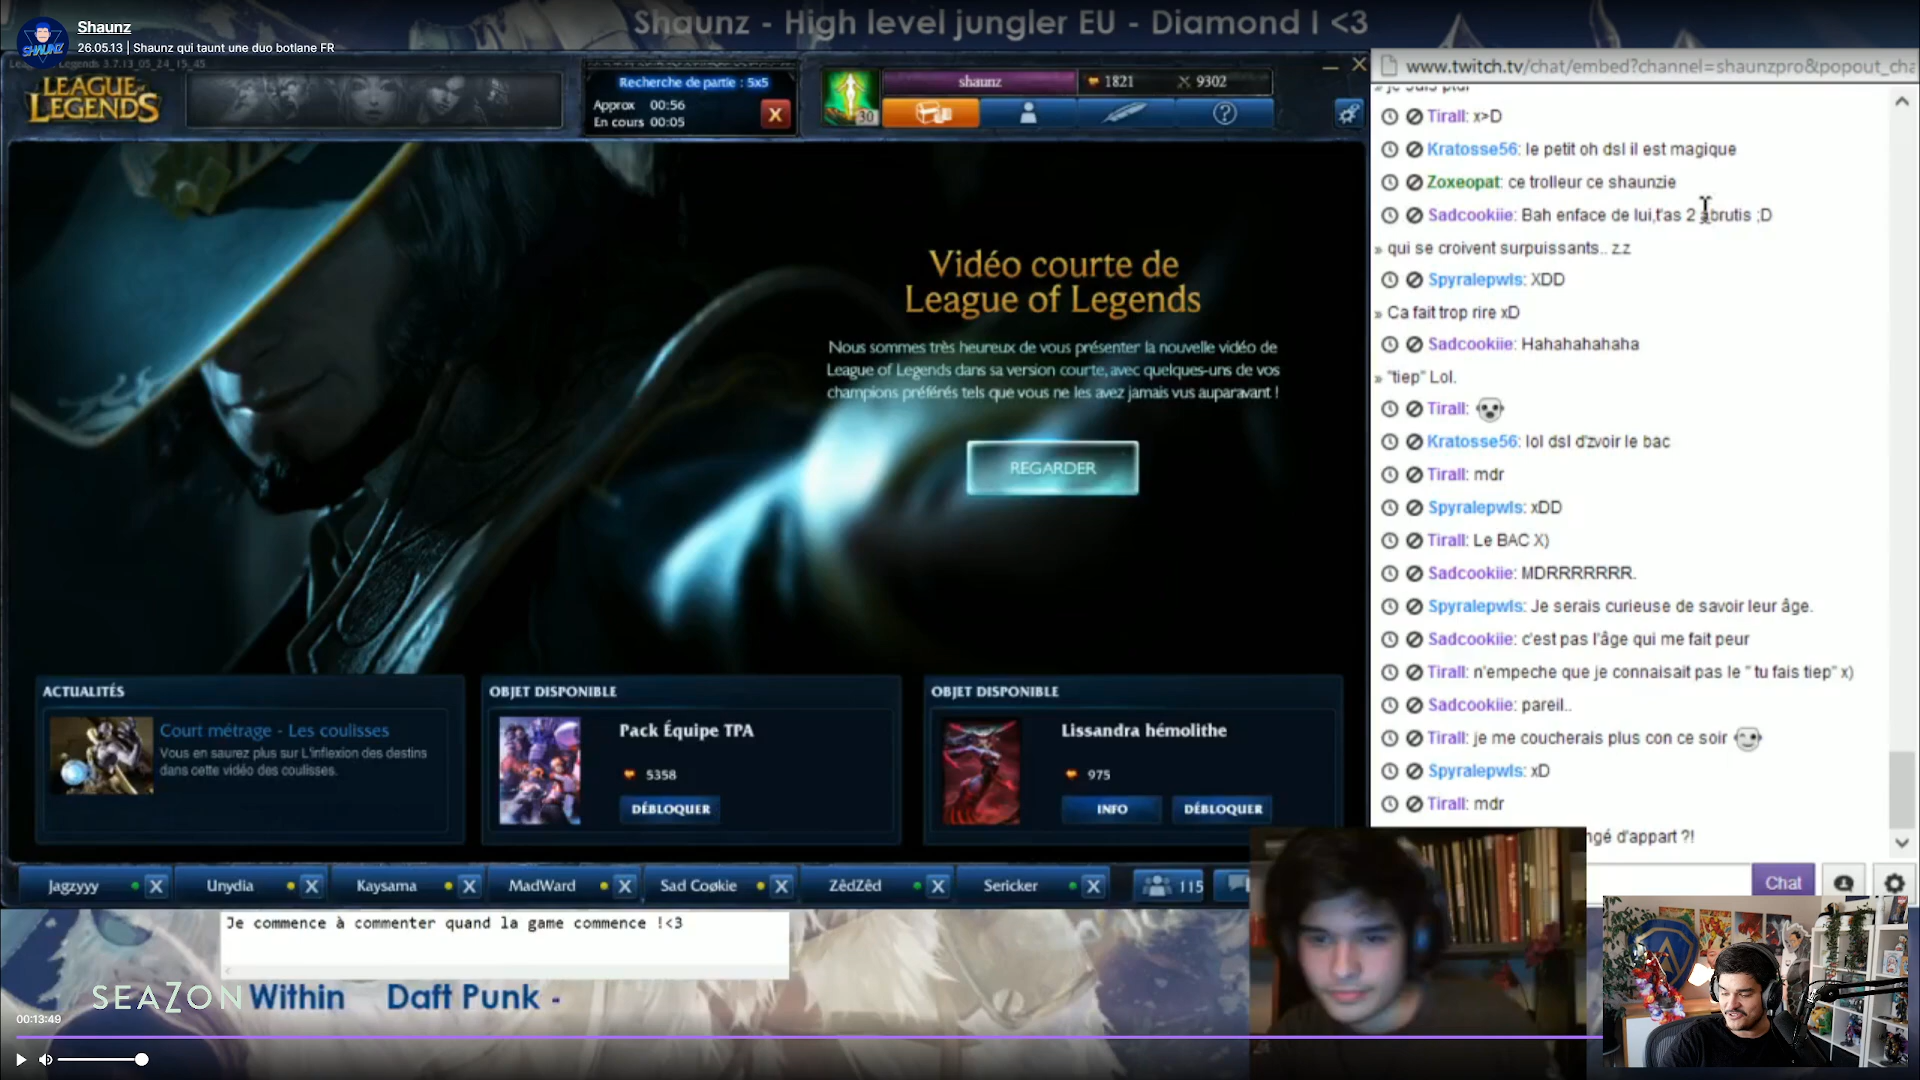 Shaunz - High level jungler EU - Diamond I <3
Shaunz
26.05.13 | Shaunz qui taunt une duo botlane FR
LEAGUE OF LEGENDS
Recherche de partie : 5x5
Approx 00:56
En cours 00:05
X
30
shaunz
1821
9302
www.twitch.tv/chat/embed?channel=shaunzpro&popout_cha
Vidéo courte de
League of Legends
Nous sommes très heureux de vous présenter la nouvelle vidéo de
League of Legends dans sa version courte, avec quelques-uns de vos
champions préférés tels que vous ne les avez jamais vus auparavant !
REGARDER
ACTUALITÉS
Court métrage - Les coulisses
Vous en saurez plus sur L'inflexion des destins
dans cette vidéo des coulisses.
OBJET DISPONIBLE
Pack Équipe TPA
5358
DÉBLOQUER
OBJET DISPONIBLE
Lissandra hémolithe
975
INFO
DÉBLOQUER
Tirall: x>D
Kratosse56: le petit oh dsl il est magique
Zoxeopat: ce trolleur ce shaunzie
Sadcookiie: Bah enface de lui,t'as 2 abrutis ;D
» qui se croivent surpuissants.. z.z
Spyralepwls: XDD
» Ca fait trop rire xD
Sadcookiie: Hahahahahaha
» "tiep" Lol.
Tirall:
Kratosse56: lol dsl d'zvoir le bac
Tirall: mdr
Spyralepwls: xDD
Tirall: Le BAC X)
Sadcookiie: MDRRRRRRR.
Spyralepwls: Je serais curieuse de savoir leur âge.
Sadcookiie: c'est pas l'âge qui me fait peur
Tirall: n'empeche que je connaisait pas le " tu fais tiep" x)
Sadcookiie: pareil..
Tirall: je me coucherais plus con ce soir
Spyralepwls: xD
Tirall: mdr
ngé d'appart ?!
Chat
Jagzyyy
Unydia
Kaysama
MadWard
Sad Coøkie
ZêdZêd
Sericker
115
Je commence à commenter quand la game commence !<3
SEAZON
Within Daft Punk -
00:13:49